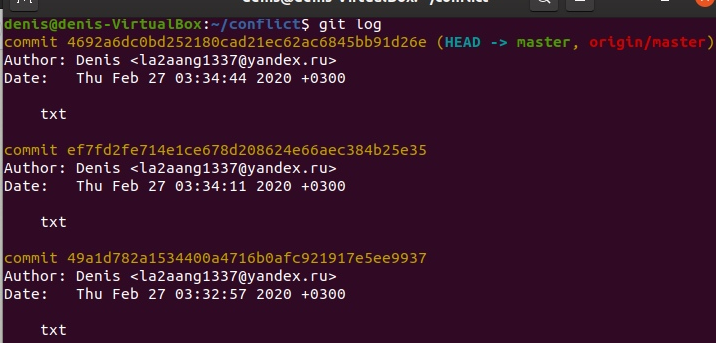 denis@denis-VirtualBox:~/conflict$ git log
commit 4692a6dc0bd252180cad21ec62ac6845bb91d26e (HEAD -> master, origin/master)
Author: Denis <la2aang1337@yandex.ru>
Date:   Thu Feb 27 03:34:44 2020 +0300
txt
commit ef7fd2fe714e1ce678d208624e66aec384b25e35
Author: Denis <la2aang1337@yandex.ru>
Date:   Thu Feb 27 03:34:11 2020 +0300
txt
commit 49a1d782a1534400a4716b0afc921917e5ee9937
Author: Denis <la2aang1337@yandex.ru>
Date:   Thu Feb 27 03:32:57 2020 +0300
txt